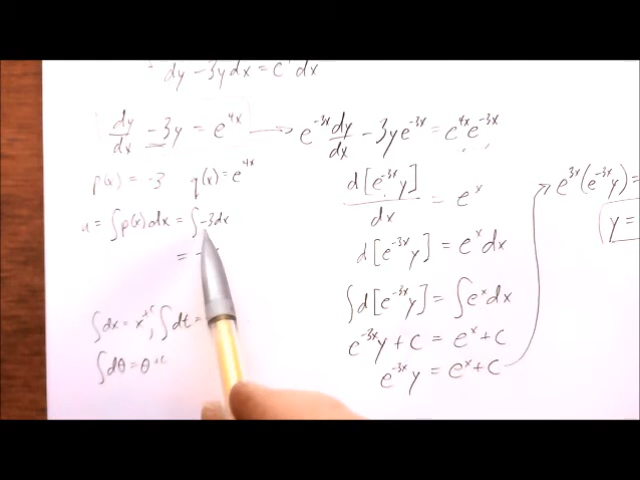 dy - 3y dx = e dx
dy/dx - 3y = e^{4x} → e^{-3x} dy/dx - 3ye^{-3x} = e^{4x} e^{-3x}
p(x) = -3 q(x) = e^{4x}
u = ∫p(x)dx = ∫-3dx
= -
∫dx = x^{+c}, ∫dt =
∫dθ = θ^{+c}
d[e^{-3x}y]/dx = e^x
d[e^{-3x}y] = e^x dx
∫d[e^{-3x}y] = ∫e^x dx
e^{-3x}y + c = e^x + c
e^{-3x}y = e^x + c
e^{3x}(e^{-3x}y) =
y =